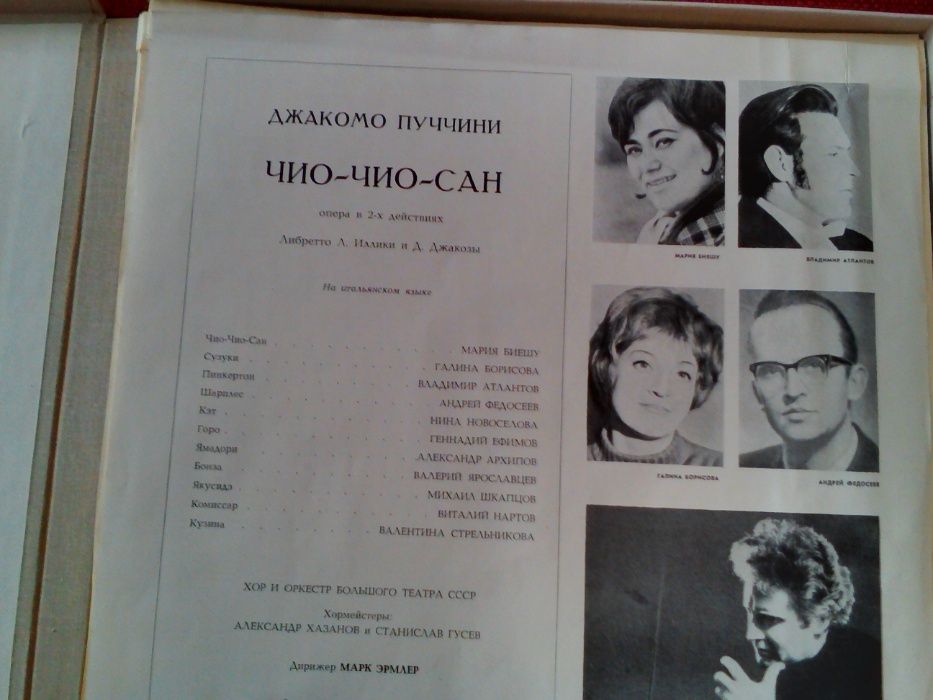 ДЖАКОМО ПУЧЧИНИ
ЧИО-ЧИО-САН
опера в 2-х действиях
Либретто Л. Иллики и Д. Джакозы
На итальянском языке
Чио-Чио-Сан . . . . . . . МАРИЯ БИЕШУ
Сузуки . . . . . . . ГАЛИНА БОРИСОВА
Пинкертон . . . . . . . ВЛАДИМИР АТЛАНТОВ
Шарплес . . . . . . . АНДРЕЙ ФЕДОСЕЕВ
Кэт . . . . . . . НИНА НОВОСЕЛОВА
Горо . . . . . . . ГЕННАДИЙ ЕФИМОВ
Ямадори . . . . . . . АЛЕКСАНДР АРХИПОВ
Бонза . . . . . . . ВАЛЕРИЙ ЯРОСЛАВЦЕВ
Якусидэ . . . . . . . МИХАИЛ ШКАПЦОВ
Комиссар . . . . . . . ВИТАЛИЙ НАРТОВ
Кузина . . . . . . . ВАЛЕНТИНА СТРЕЛЬНИКОВА
ХОР И ОРКЕСТР БОЛЬШОГО ТЕАТРА СССР
Хормейстеры:
АЛЕКСАНДР ХАЗАНОВ и СТАНИСЛАВ ГУСЕВ
Дирижер МАРК ЭРМЛЕР
МАРИЯ БИЕШУ
ВЛАДИМИР АТЛАНТОВ
ГАЛИНА БОРИСОВА
АНДРЕЙ ФЕДОСЕЕВ